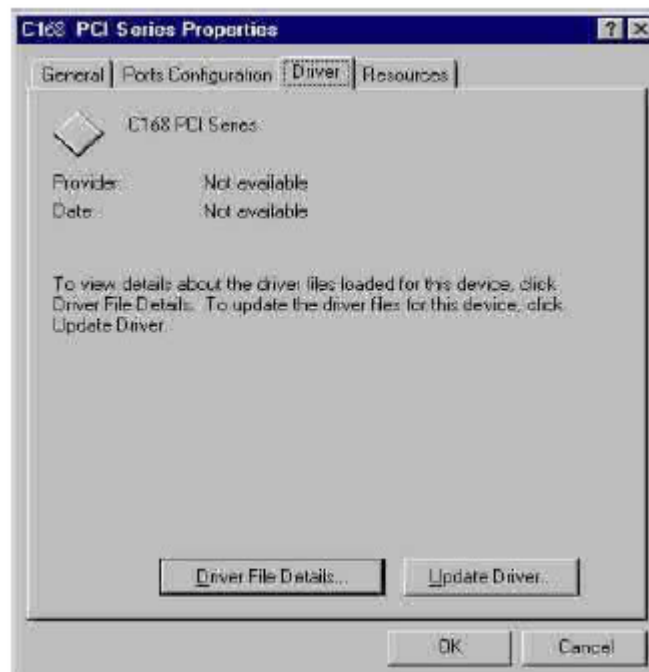 C168 PCI Series Properties
? ×
General Ports Configuration Driver Resources
C168 PCI Series
Provider: Not available
Date: Not available
To view details about the driver files loaded for this device, click
Driver File Details. To update the driver files for this device, click
Update Driver.
Driver File Details... Update Driver...
OK Cancel